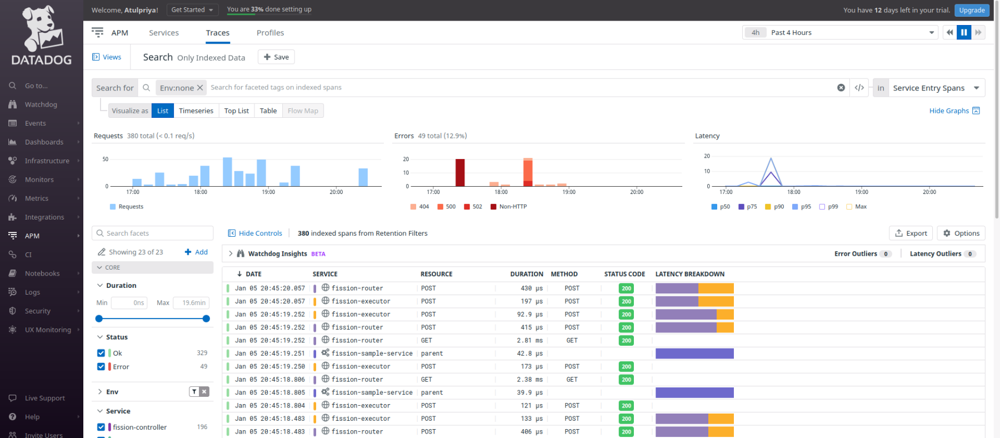 DATADOG
Go to...
Watchdog
Events
Dashboards
Infrastructure
Monitors
Metrics
Integrations
APM
CI
Notebooks
Logs
Security
UX Monitoring
Live Support
Help
Invite Users
Welcome, Atulpriya! Get Started You are 33% done setting up You have 12 days left in your trial. Upgrade
APM Services Traces Profiles 4h Past 4 Hours
Views Search Only Indexed Data + Save
Search for Env:none Search for faceted tags on indexed spans </> in Service Entry Spans
Visualize as List Timeseries Top List Table Flow Map Hide Graphs
Requests 380 total (< 0.1 req/s)
50
0
17:00 18:00 19:00 20:00
Requests
Errors 49 total (12.9%)
20
10
0
17:00 18:00 19:00 20:00
404 500 502 Non-HTTP
Latency
20
10
0
17:00 18:00 19:00 20:00
p50 p75 p90 p95 p99 Max
Search facets
Showing 23 of 23 + Add
CORE
Duration
Min 0ns Max 19.6min
Status
Ok 329
Error 49
Env
Service
fission-controller 196
Hide Controls 380 indexed spans from Retention Filters Export Options
Watchdog Insights BETA Error Outliers 0 Latency Outliers 0
DATE SERVICE RESOURCE DURATION METHOD STATUS CODE LATENCY BREAKDOWN
Jan 05 20:45:20.057 fission-router POST 430 µs POST 200
Jan 05 20:45:20.057 fission-executor POST 197 µs POST 200
Jan 05 20:45:19.252 fission-executor POST 92.9 µs POST 200
Jan 05 20:45:19.252 fission-router POST 415 µs POST 200
Jan 05 20:45:19.252 fission-router GET 2.81 ms GET 200
Jan 05 20:45:19.251 fission-sample-service parent 42.8 µs
Jan 05 20:45:19.250 fission-executor POST 173 µs POST 200
Jan 05 20:45:18.806 fission-router GET 2.38 ms GET 200
Jan 05 20:45:18.805 fission-sample-service parent 39.9 µs
Jan 05 20:45:18.804 fission-executor POST 121 µs POST 200
Jan 05 20:45:18.483 fission-executor POST 133 µs POST 200
Jan 05 20:45:18.483 fission-router POST 406 µs POST 200